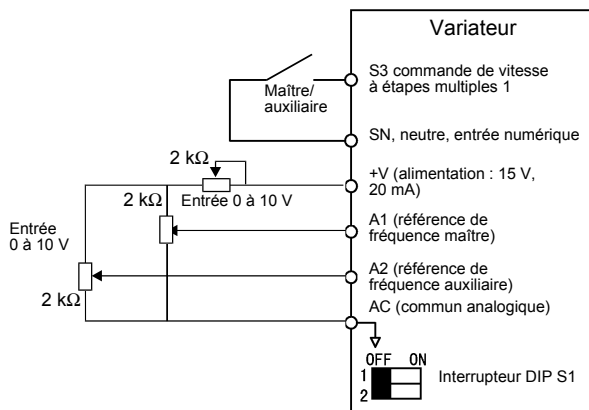 Variateur
S3 commande de vitesse
à étapes multiples 1
Maître/
auxiliaire
SN, neutre, entrée numérique
2 kΩ
+V (alimentation : 15 V,
20 mA)
2 kΩ
Entrée 0 à 10 V
Entrée
0 à 10 V
A1 (référence de
fréquence maître)
A2 (référence de
fréquence auxiliaire)
2 kΩ
AC (commun analogique)
OFF ON
1
2
Interrupteur DIP S1